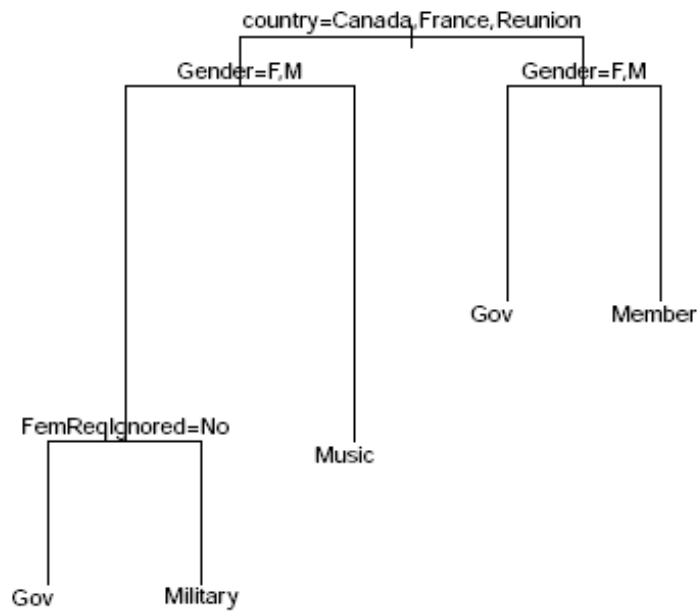 country=Canada,France,Reunion
Gender=F,M
Gender=F,M
Gov
Member
FemReqIgnored=No
Music
Gov
Military